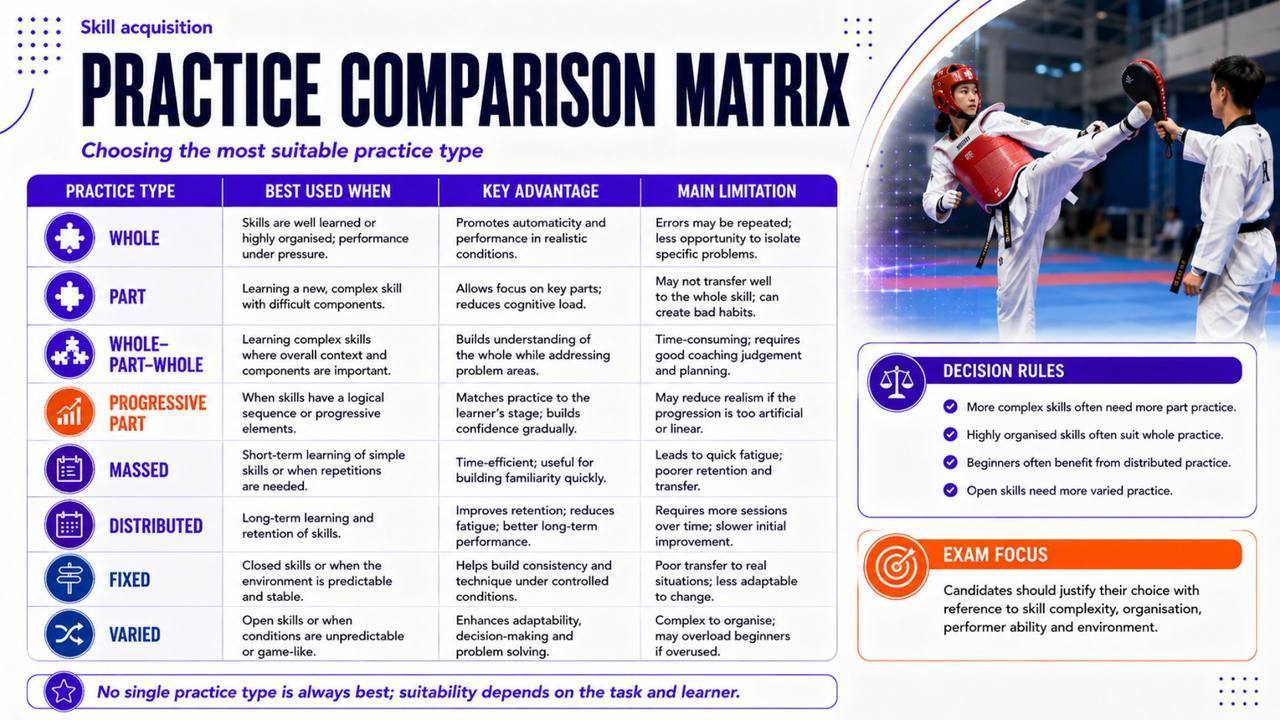 Skill acquisition
PRACTICE COMPARISON MATRIX
Choosing the most suitable practice type
PRACTICE TYPE
BEST USED WHEN
KEY ADVANTAGE
MAIN LIMITATION
WHOLE
Skills are well learned or
highly organised; performance
under pressure.
Promotes automaticity and
performance in realistic
conditions.
Errors may be repeated;
less opportunity to isolate
specific problems.
PART
Learning a new, complex skill
with difficult components.
Allows focus on key parts;
reduces cognitive load.
May not transfer well
to the whole skill; can
create bad habits.
WHOLE–
PART–WHOLE
Learning complex skills
where overall context and
components are important.
Builds understanding of
the whole while addressing
problem areas.
Time-consuming; requires
good coaching judgement
and planning.
PROGRESSIVE
PART
When skills have a logical
sequence or progressive
elements.
Matches practice to the
learner's stage; builds
confidence gradually.
May reduce realism if the
progression is too artificial
or linear.
MASSED
Short-term learning of simple
skills or when repetitions
are needed.
Time-efficient; useful for
building familiarity quickly.
Leads to quick fatigue;
poorer retention and
transfer.
DISTRIBUTED
Long-term learning and
retention of skills.
Improves retention; reduces
fatigue; better long-term
performance.
Requires more sessions
over time; slower initial
improvement.
FIXED
Closed skills or when the
environment is predictable
and stable.
Helps build consistency and
technique under controlled
conditions.
Poor transfer to real
situations; less adaptable
to change.
VARIED
Open skills or when
conditions are unpredictable
or game-like.
Enhances adaptability,
decision-making and
problem solving.
Complex to organise;
may overload beginners
if overused.
No single practice type is always best; suitability depends on the task and learner.
DECISION RULES
More complex skills often need more part practice.
Highly organised skills often suit whole practice.
Beginners often benefit from distributed practice.
Open skills need more varied practice.
EXAM FOCUS
Candidates should justify their choice with
reference to skill complexity, organisation,
performer ability and environment.